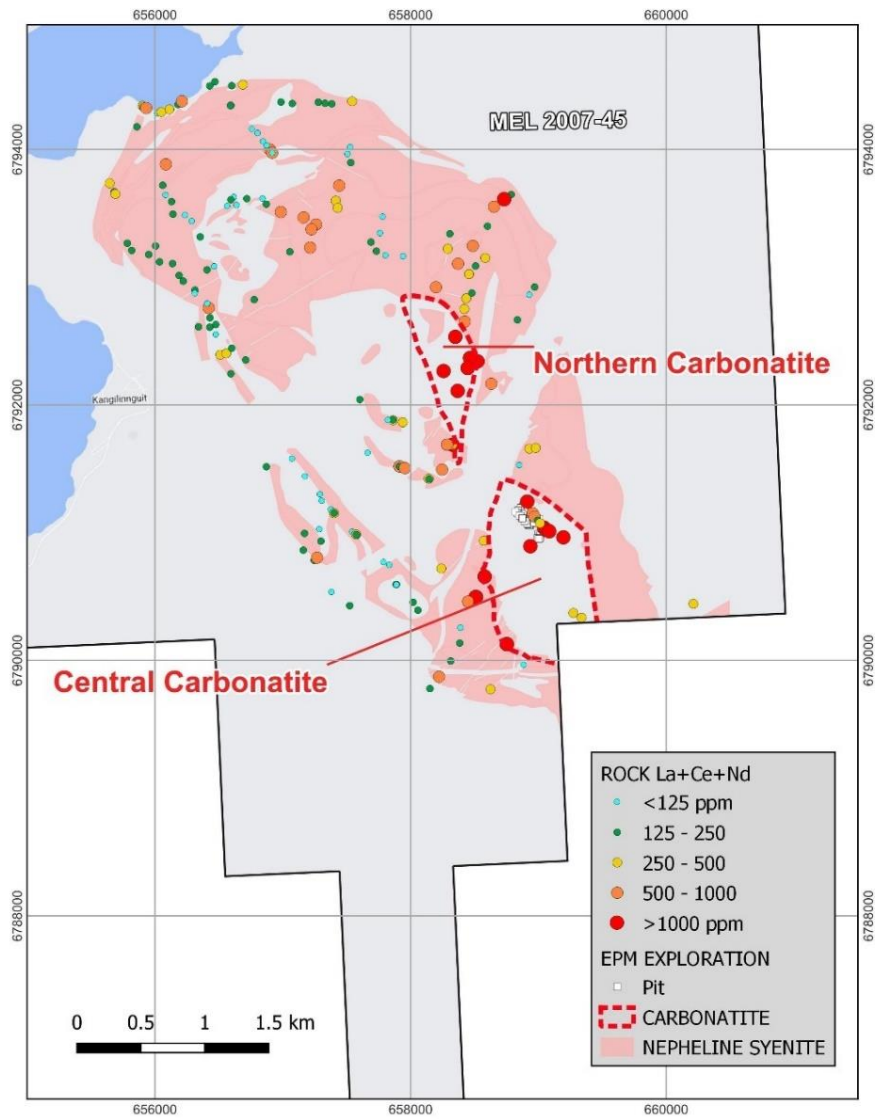 656000
658000
660000
6794000
MEL 2007-45
6794000
Northern Carbonatite
6792000
Kangilinnguit
6792000
6790000
Central Carbonatite
6790000
ROCK La+Ce+Nd
<125 ppm
125 - 250
250 - 500
500 - 1000
>1000 ppm
EPM EXPLORATION
Pit
CARBONATITE
NEPHELINE SYENITE
6788000
6788000
0 0.5 1 1.5 km
656000
658000
660000